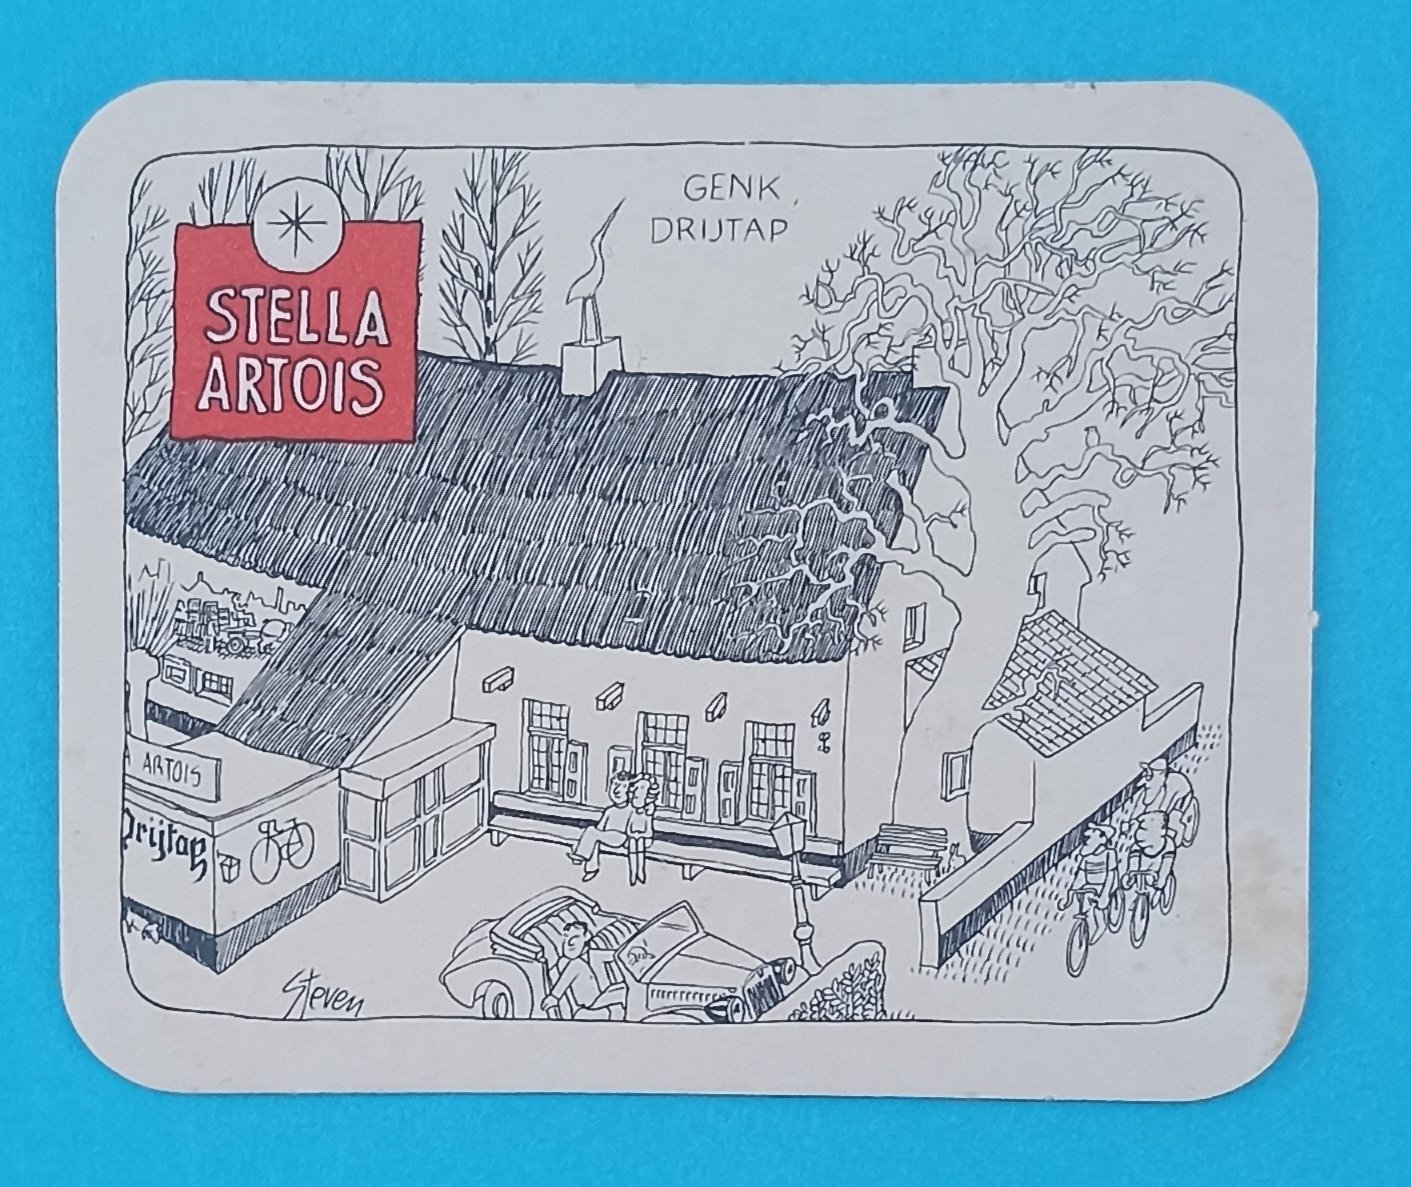 GENK,
DRIJTAP
STELLA
ARTOIS
ARTOIS
Drijtap
Steven